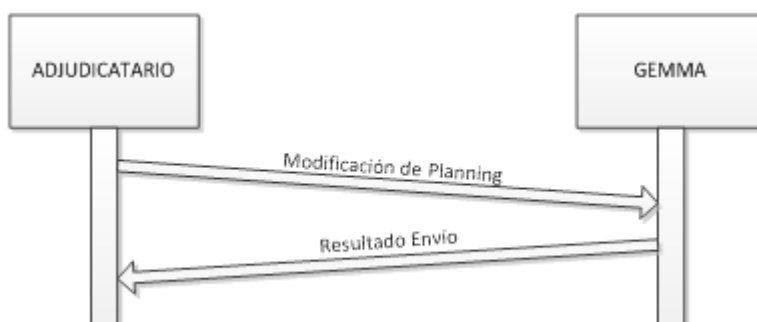 ADJUDICATARIO
GEMMA
Modificación de Planning
Resultado Envío